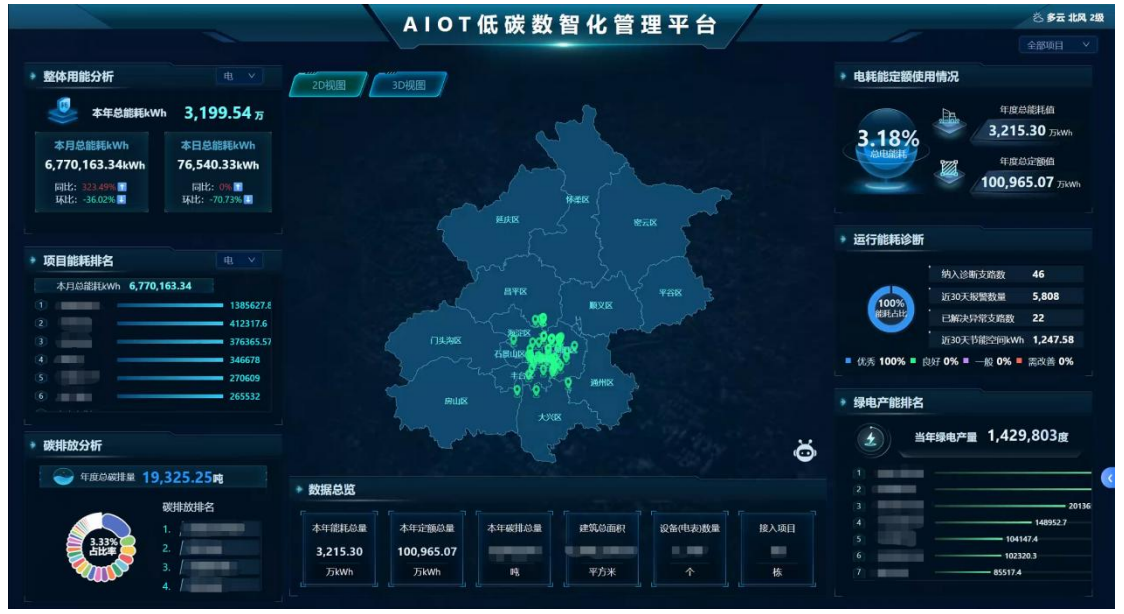 AIOT低碳数智化管理平台
多云 北风 2级
全部项目
整体用能分析
电
本年总能耗kWh 3,199.54 万
本月总能耗kWh
6,770,163.34kWh
同比: 323.49%
环比: -36.02%
本日总能耗kWh
76,540.33kWh
同比: 0%
环比: -70.73%
项目能耗排名
电
本月总能耗kWh 6,770,163.34
1 1385627.8
2 412317.6
3 376365.57
4 346678
5 270609
6 265532
碳排放分析
年度总碳排量 19,325.25吨
3.33%
占比率
碳排放排名
1.
2.
3.
4.
2D视图
3D视图
怀柔区
延庆区
密云区
昌平区
顺义区
平谷区
门头沟区
海淀区
石景山区
丰台
通州区
房山区
大兴区
数据总览
本年能耗总量
3,215.30
万kWh
本年定额总量
100,965.07
万kWh
本年碳排总量
吨
建筑总面积
平方米
设备(电表)数量
个
接入项目
栋
电耗能定额使用情况
3.18%
总电能耗
年度总能耗值
3,215.30 万kWh
年度总定额值
100,965.07 万kWh
运行能耗诊断
100%
能耗占比
纳入诊断支路数 46
近30天报警数量 5,808
已解决异常支路数 22
近30天节能空间kWh 1,247.58
优秀 100% 良好 0% 一般 0% 需改善 0%
绿电产能排名
当年绿电产量 1,429,803度
1
2
3 20136
4 148952.7
5 104147.4
6 102320.3
7 85517.4